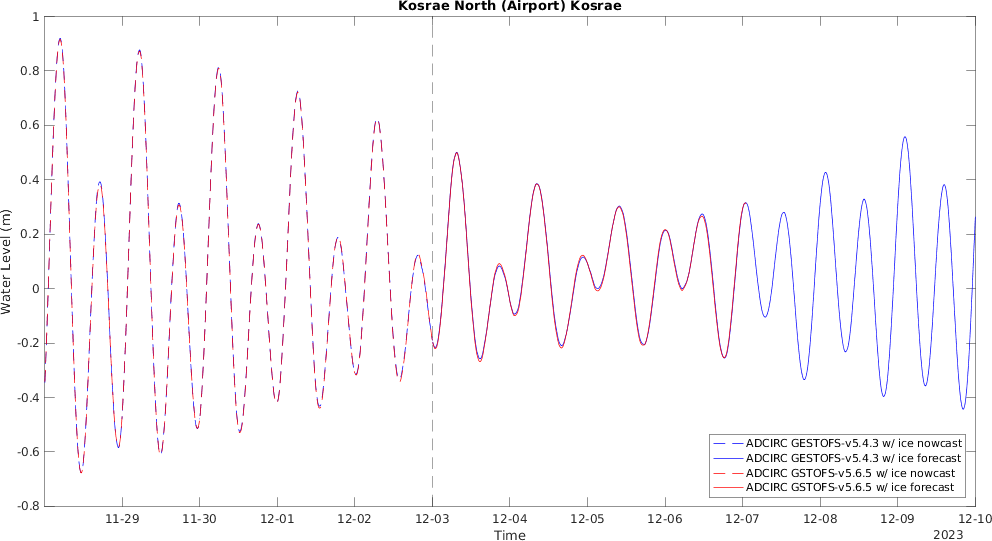 Kosrae North (Airport) Kosrae
1
0.8
0.6
0.4
0.2
0
-0.2
-0.4
-0.6
-0.8
Water Level (m)
11-29 11-30 12-01 12-02 12-03 12-04 12-05 12-06 12-07 12-08 12-09 12-10
Time
2023
ADCIRC GESTOFS-v5.4.3 w/ ice nowcast
ADCIRC GESTOFS-v5.4.3 w/ ice forecast
ADCIRC GSTOFS-v5.6.5 w/ ice nowcast
ADCIRC GSTOFS-v5.6.5 w/ ice forecast